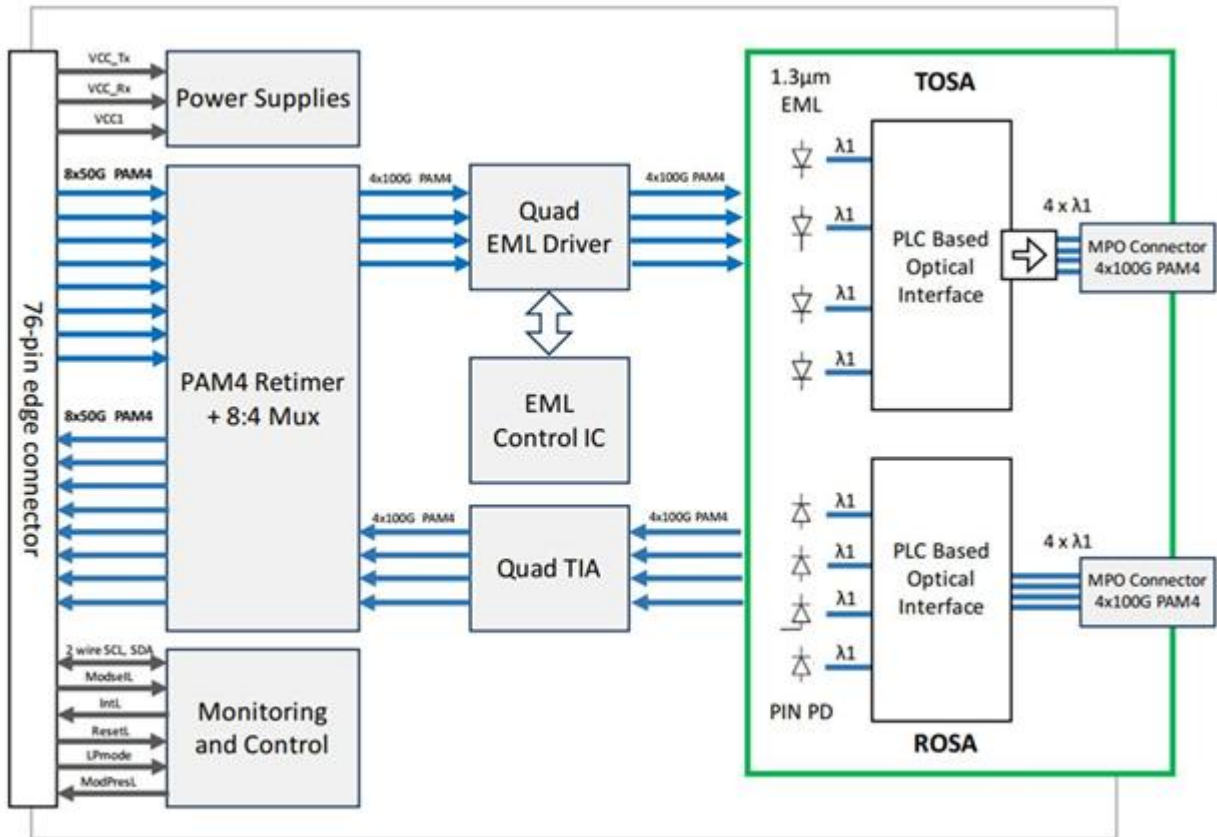 VCC_Tx
VCC_Rx
VCC1
Power Supplies
76-pin edge connector
8x50G PAM4
8x50G PAM4
PAM4 Retimer
+ 8:4 Mux
4x100G PAM4
Quad
EML Driver
4x100G PAM4
EML
Control IC
4x100G PAM4
Quad TIA
4x100G PAM4
2 wire SCL, SDA
ModselL
IntL
ResetL
LPmode
ModPresL
Monitoring
and Control
1.3µm
EML
TOSA
λ1
λ1
λ1
λ1
PLC Based
Optical
Interface
4 x λ1
MPO Connector
4x100G PAM4
λ1
λ1
λ1
λ1
PIN PD
PLC Based
Optical
Interface
4 x λ1
MPO Connector
4x100G PAM4
ROSA